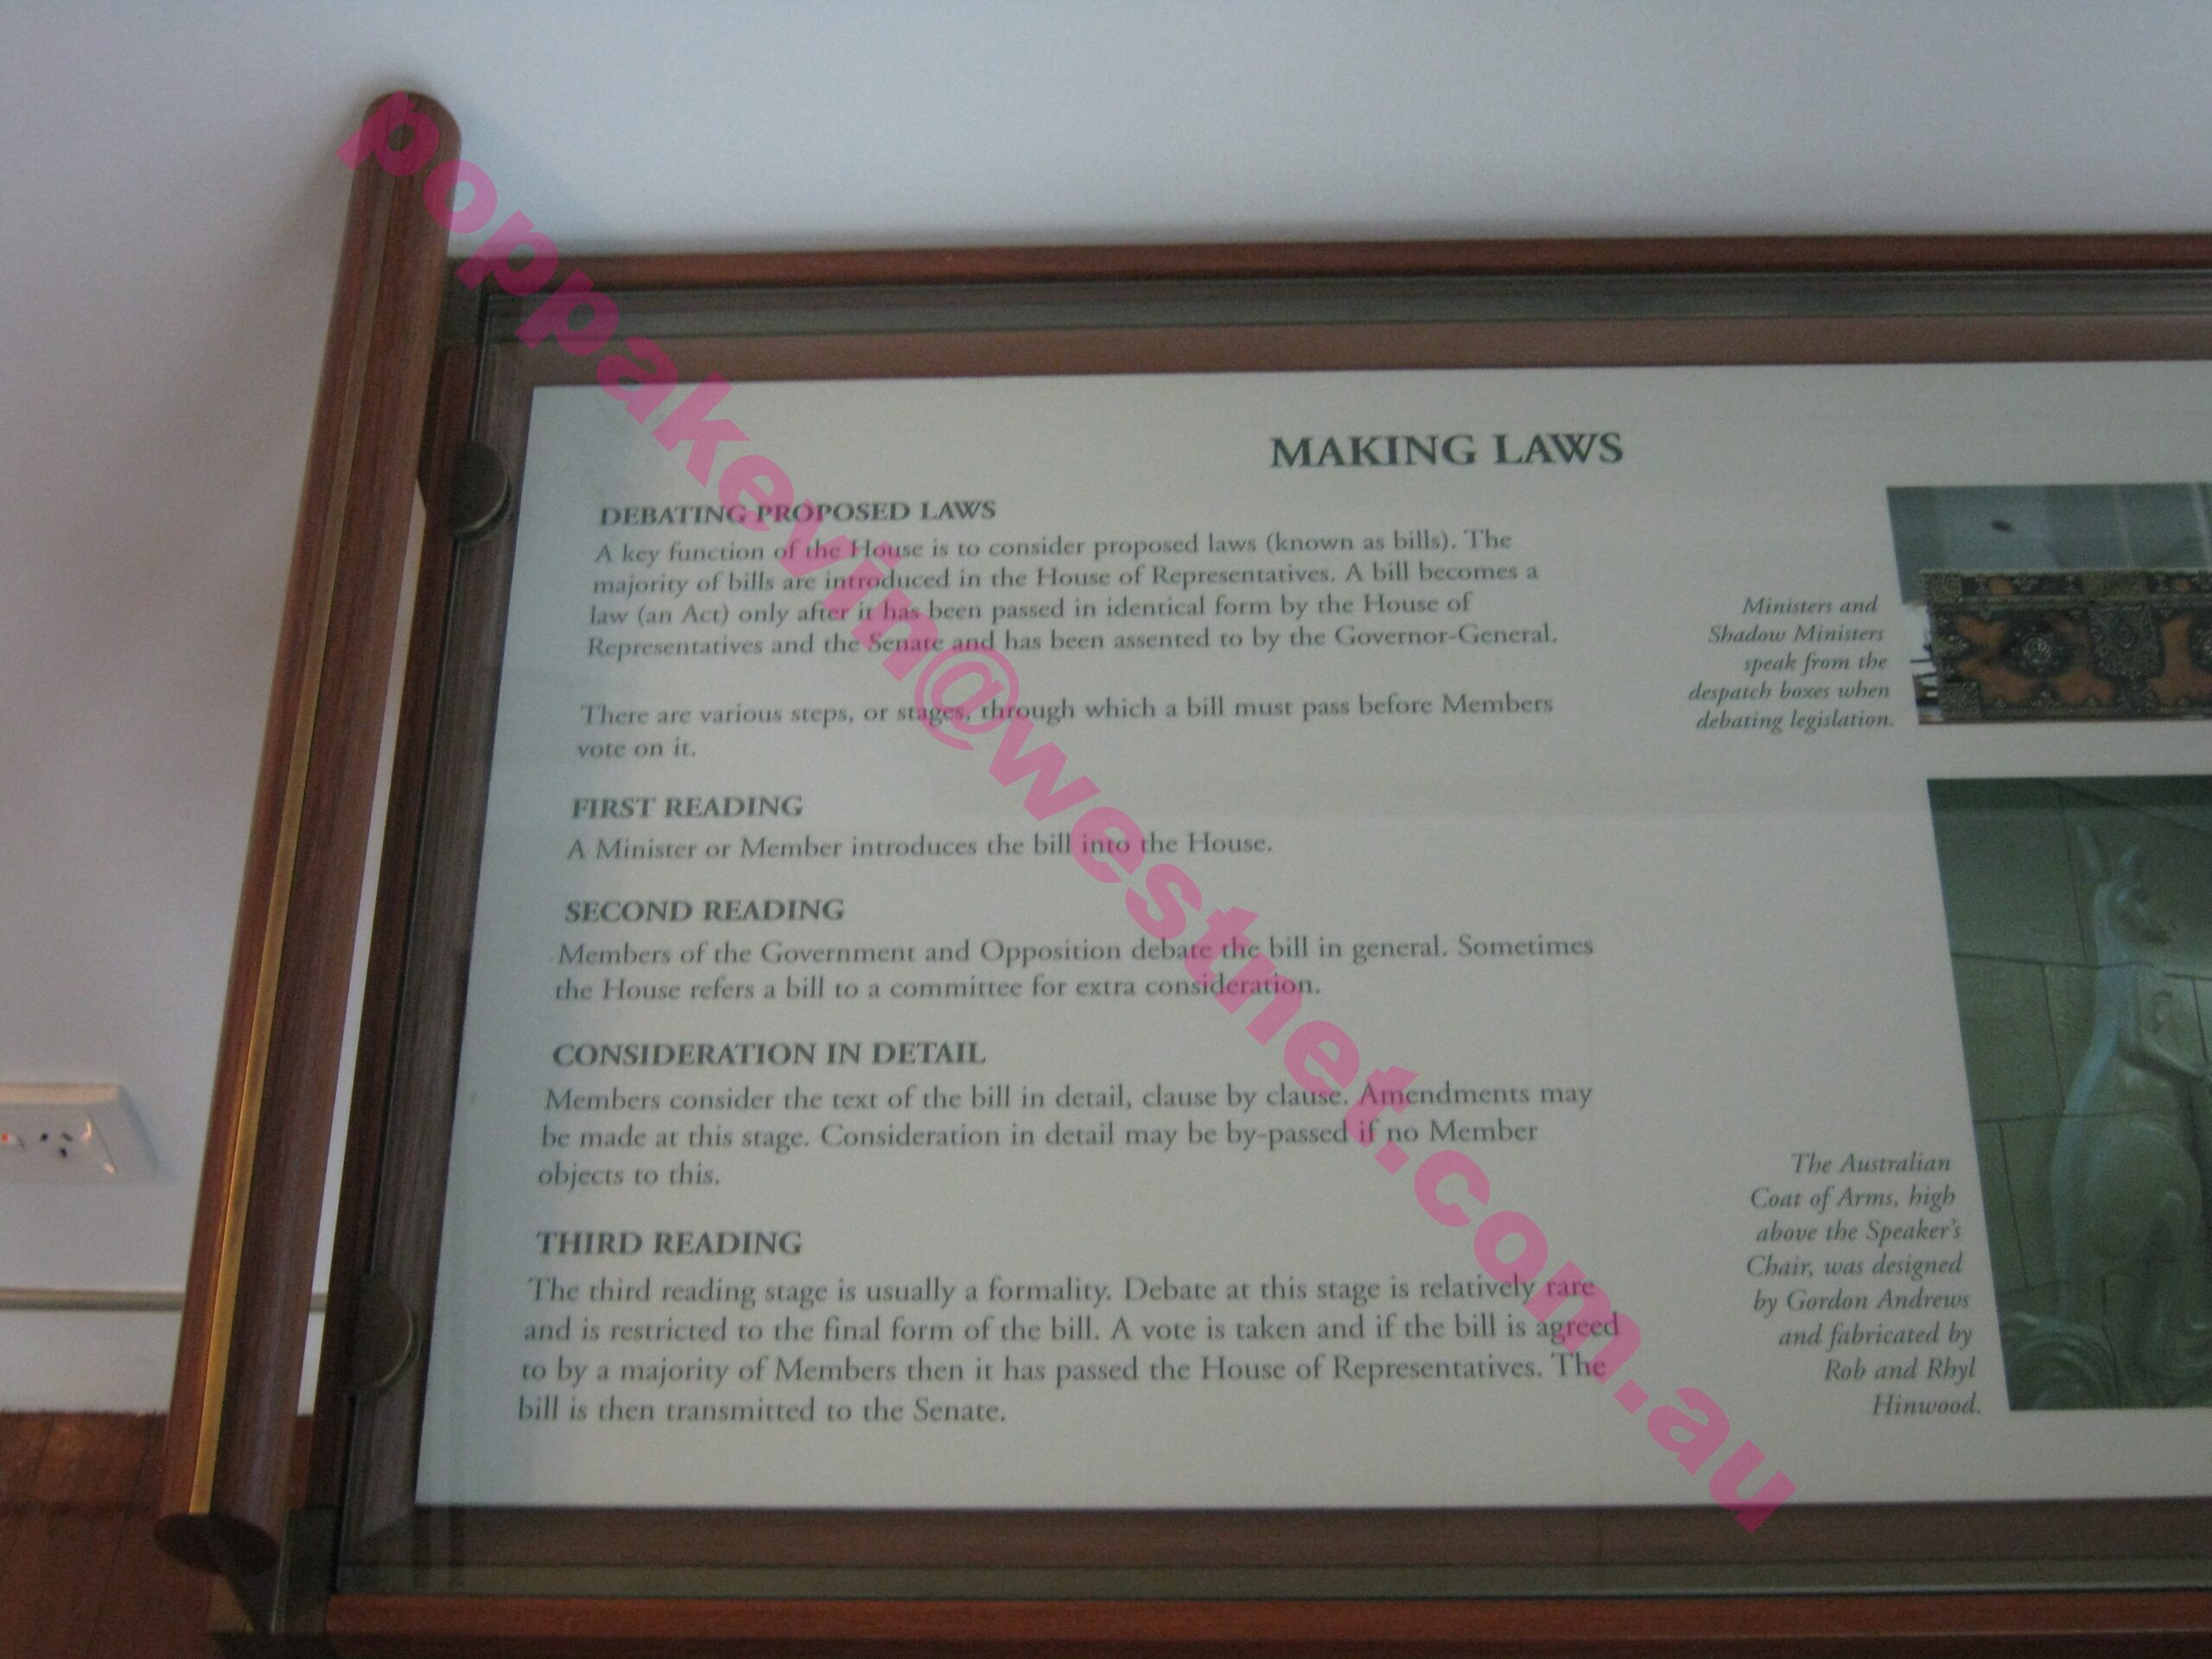 MAKING LAWS
DEBATING PROPOSED LAWS
A key function of the House is to consider proposed laws (known as bills). The
majority of bills are introduced in the House of Representatives. A bill becomes a
law (an Act) only after it has been passed in identical form by the House of
Representatives and the Senate and has been assented to by the Governor-General.
There are various steps, or stages, through which a bill must pass before Members
vote on it.
FIRST READING
A Minister or Member introduces the bill into the House.
SECOND READING
Members of the Government and Opposition debate the bill in general. Sometimes
the House refers a bill to a committee for extra consideration.
CONSIDERATION IN DETAIL
Members consider the text of the bill in detail, clause by clause. Amendments may
be made at this stage. Consideration in detail may be by-passed if no Member
objects to this.
THIRD READING
The third reading stage is usually a formality. Debate at this stage is relatively rare
and is restricted to the final form of the bill. A vote is taken and if the bill is agreed
to by a majority of Members then it has passed the House of Representatives. The
bill is then transmitted to the Senate.
Ministers and
Shadow Ministers
speak from the
despatch boxes when
debating legislation.
The Australian
Coat of Arms, high
above the Speaker's
Chair, was designed
by Gordon Andrews
and fabricated by
Rob and Rhyl
Hinwood.
poppakevin@westnet.com.au